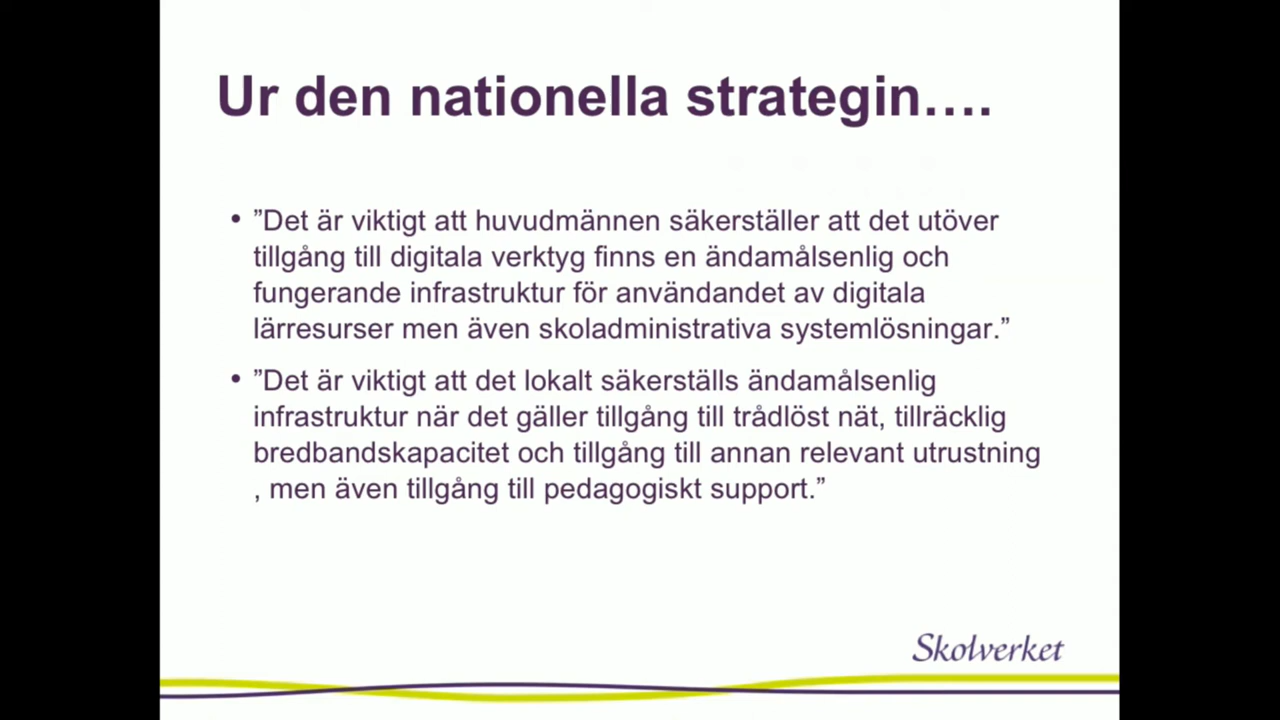 Ur den nationella strategin….
• ”Det är viktigt att huvudmännen säkerställer att det utöver
tillgång till digitala verktyg finns en ändamålsenlig och
fungerande infrastruktur för användandet av digitala
lärresurser men även skoladministrativa systemlösningar.”
• ”Det är viktigt att det lokalt säkerställs ändamålsenlig
infrastruktur när det gäller tillgång till trådlöst nät, tillräcklig
bredbandskapacitet och tillgång till annan relevant utrustning
, men även tillgång till pedagogiskt support.”
Skolverket